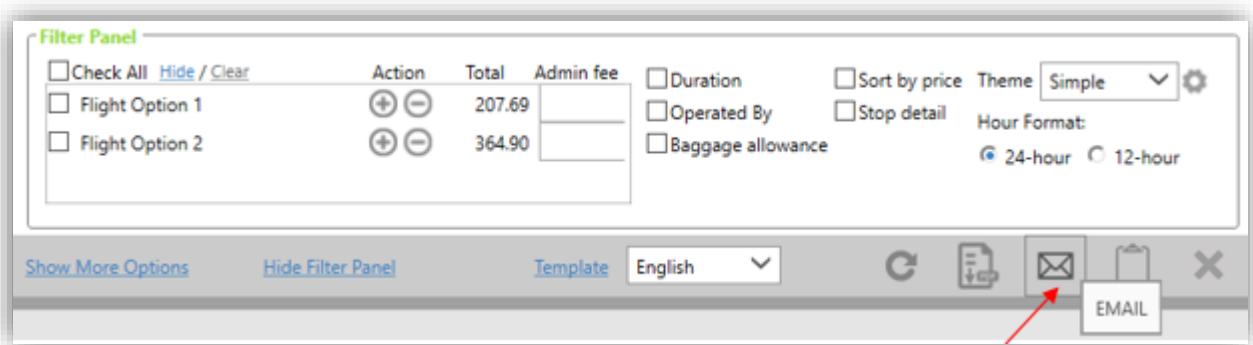 Filter Panel
Check All Hide / Clear Action Total Admin fee
Flight Option 1 207.69
Flight Option 2 364.90
Duration
Operated By
Baggage allowance
Sort by price
Stop detail
Theme Simple
Hour Format:
24-hour 12-hour
Show More Options Hide Filter Panel Template English
EMAIL